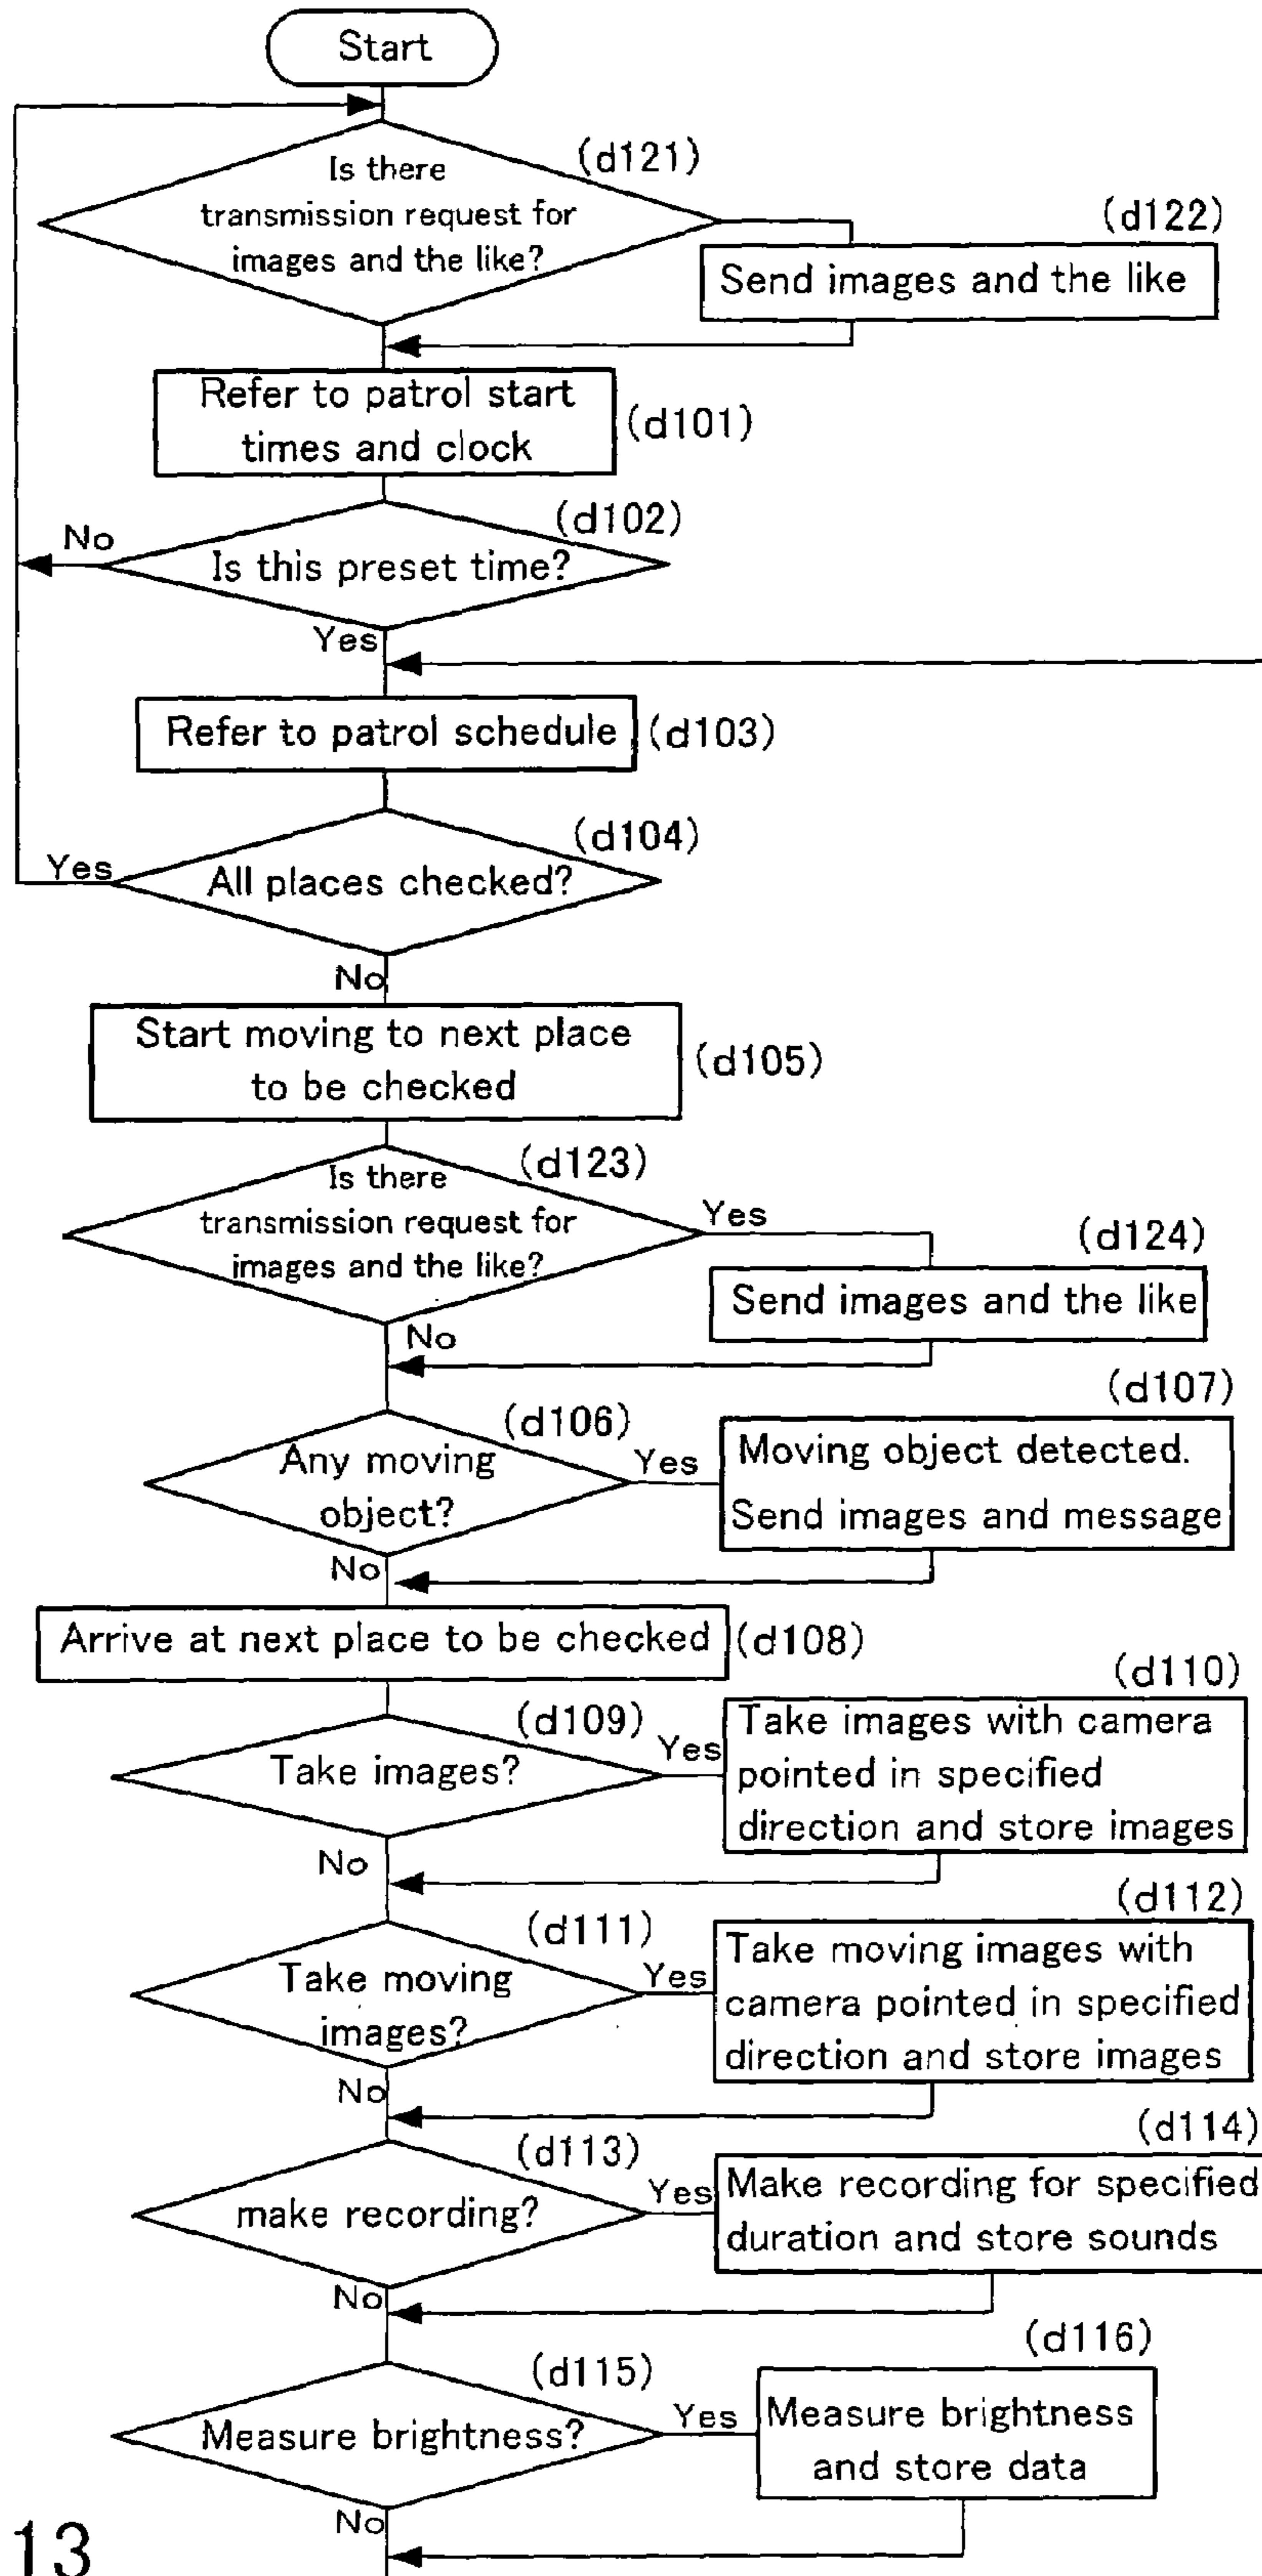 Start
Is there
transmission request for
images and the like?
(d121)
(d122)
Send images and the like
Refer to patrol start
times and clock
(d101)
(d102)
No
Is this preset time?
Yes
Refer to patrol schedule
(d103)
(d104)
Yes
All places checked?
No
Start moving to next place
to be checked
(d105)
(d123)
Is there
transmission request for
images and the like?
Yes
(d124)
Send images and the like
No
(d106)
Any moving
object?
Yes
(d107)
Moving object detected.
Send images and message
No
Arrive at next place to be checked
(d108)
(d109)
Take images?
Yes
(d110)
Take images with camera
pointed in specified
direction and store images
No
(d111)
Take moving
images?
Yes
(d112)
Take moving images with
camera pointed in specified
direction and store images
No
(d113)
make recording?
Yes
(d114)
Make recording for specified
duration and store sounds
No
(d115)
Measure brightness?
Yes
(d116)
Measure brightness
and store data
No
13